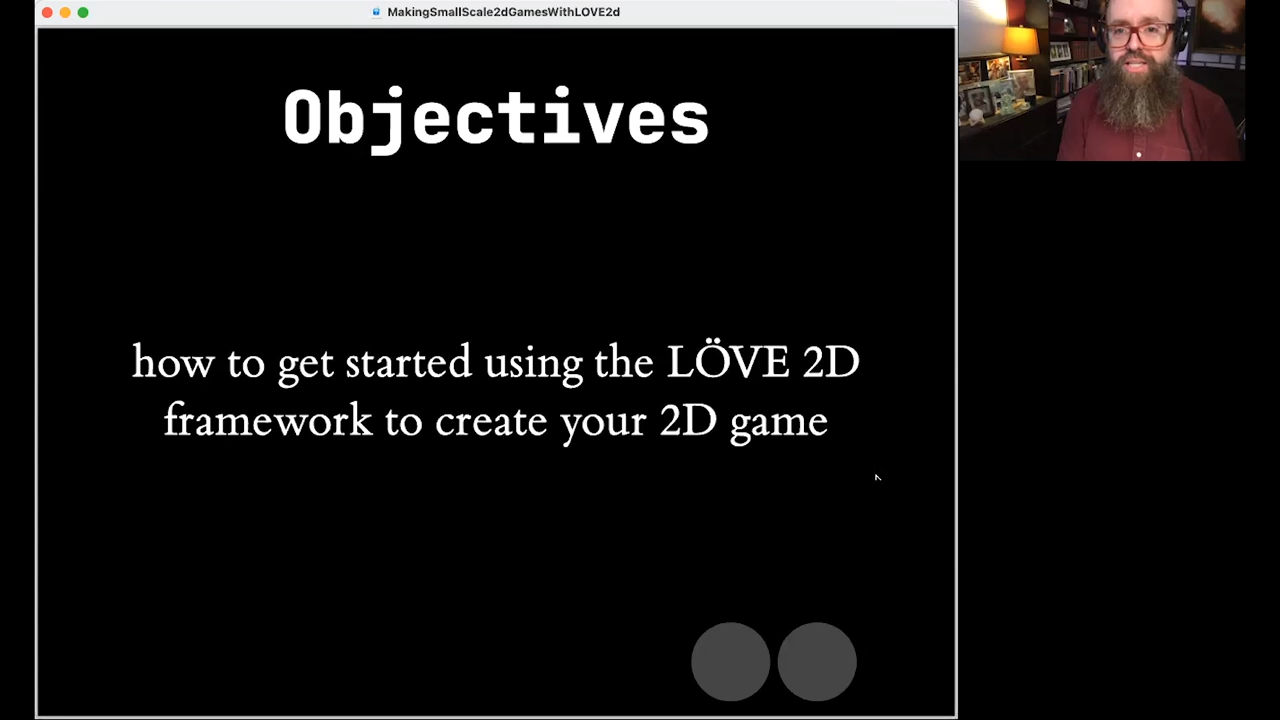 MakingSmallScale2dGamesWithLOVE2d
Objectives
how to get started using the LÖVE 2D
framework to create your 2D game